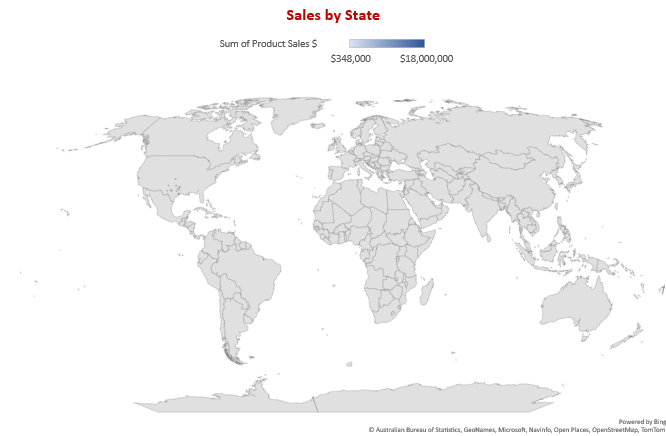 Sales by State
Sum of Product Sales $
$348,000 $18,000,000
Powered by Bing
© Australian Bureau of Statistics, GeoNames, Microsoft, Navinfo, Open Places, OpenStreetMap, TomTom